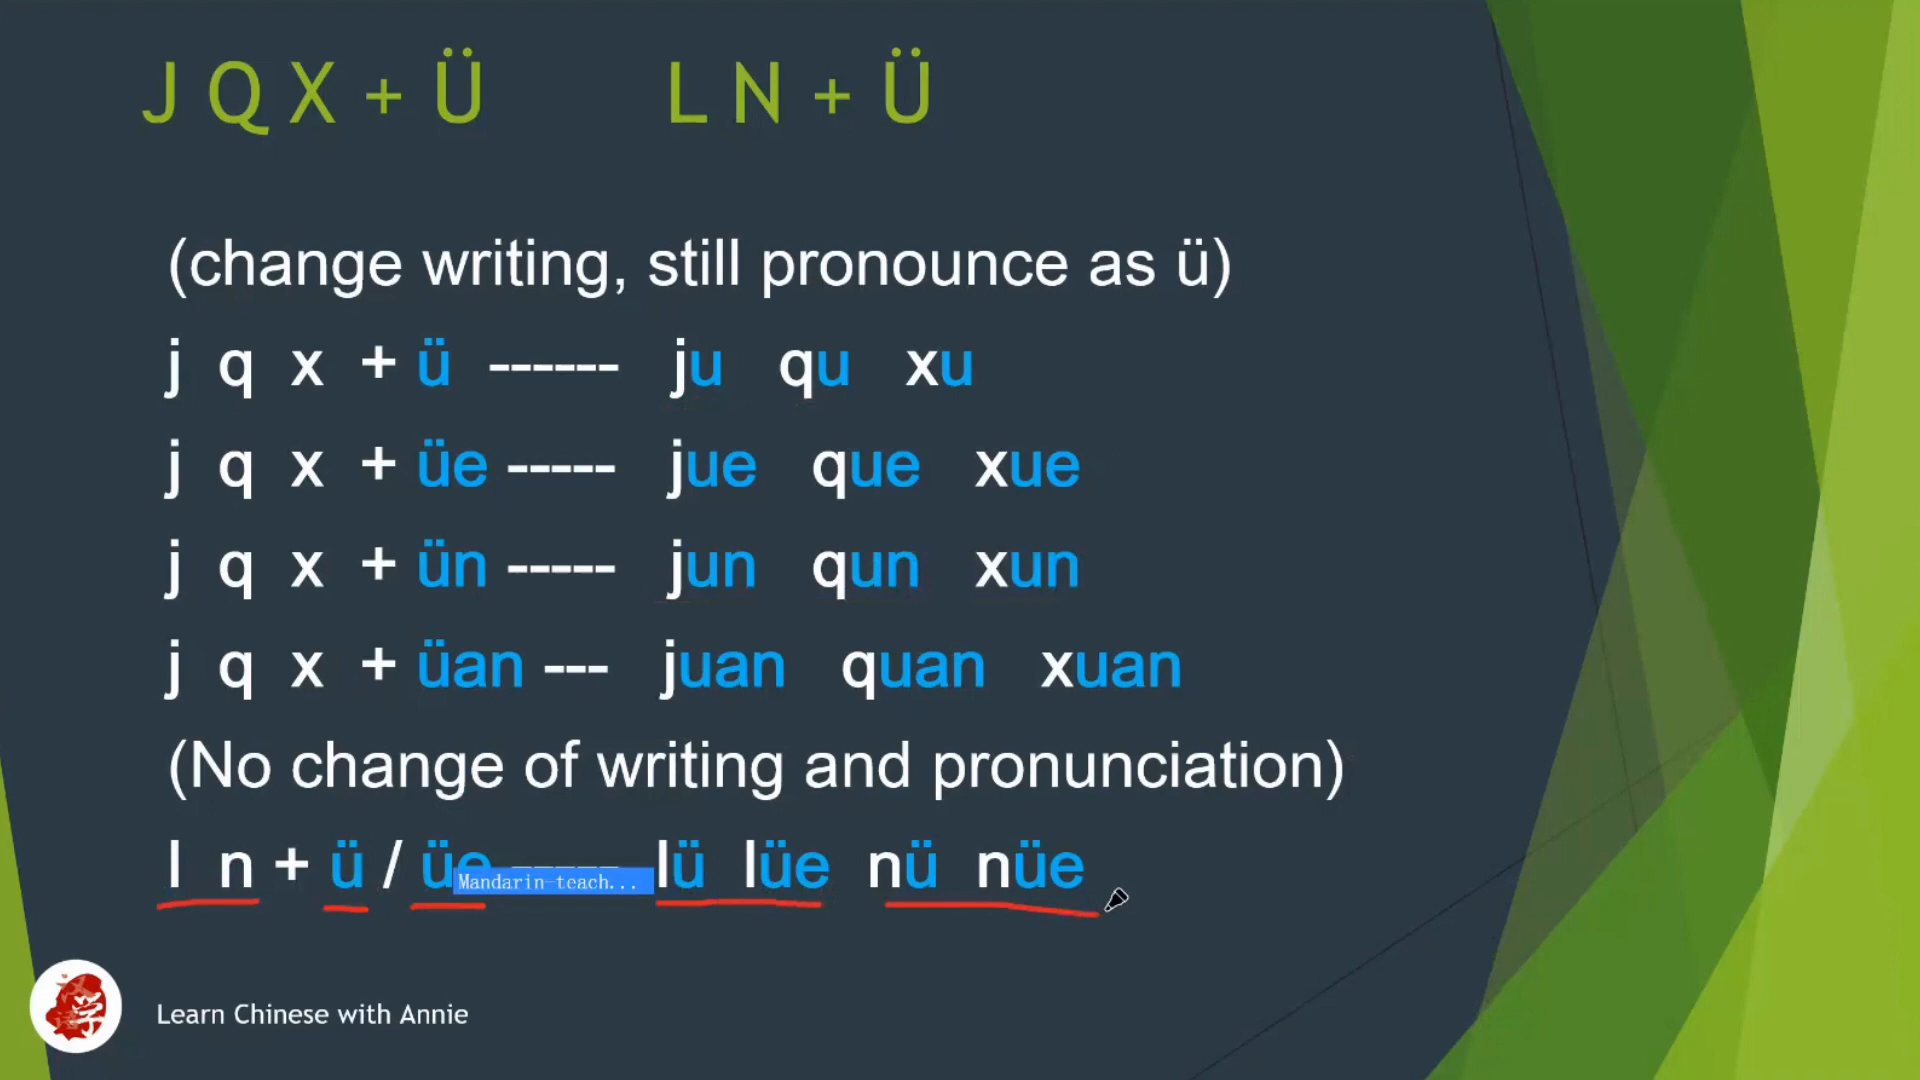 J Q X + Ü L N + Ü
(change writing, still pronounce as ü)
j q x + ü ------ ju qu xu
j q x + üe ----- jue que xue
j q x + ün ----- jun qun xun
j q x + üan --- juan quan xuan
(No change of writing and pronunciation)
l n + ü / üe ----- lü lüe nü nüe
Mandarin-teach...
学
Learn Chinese with Annie